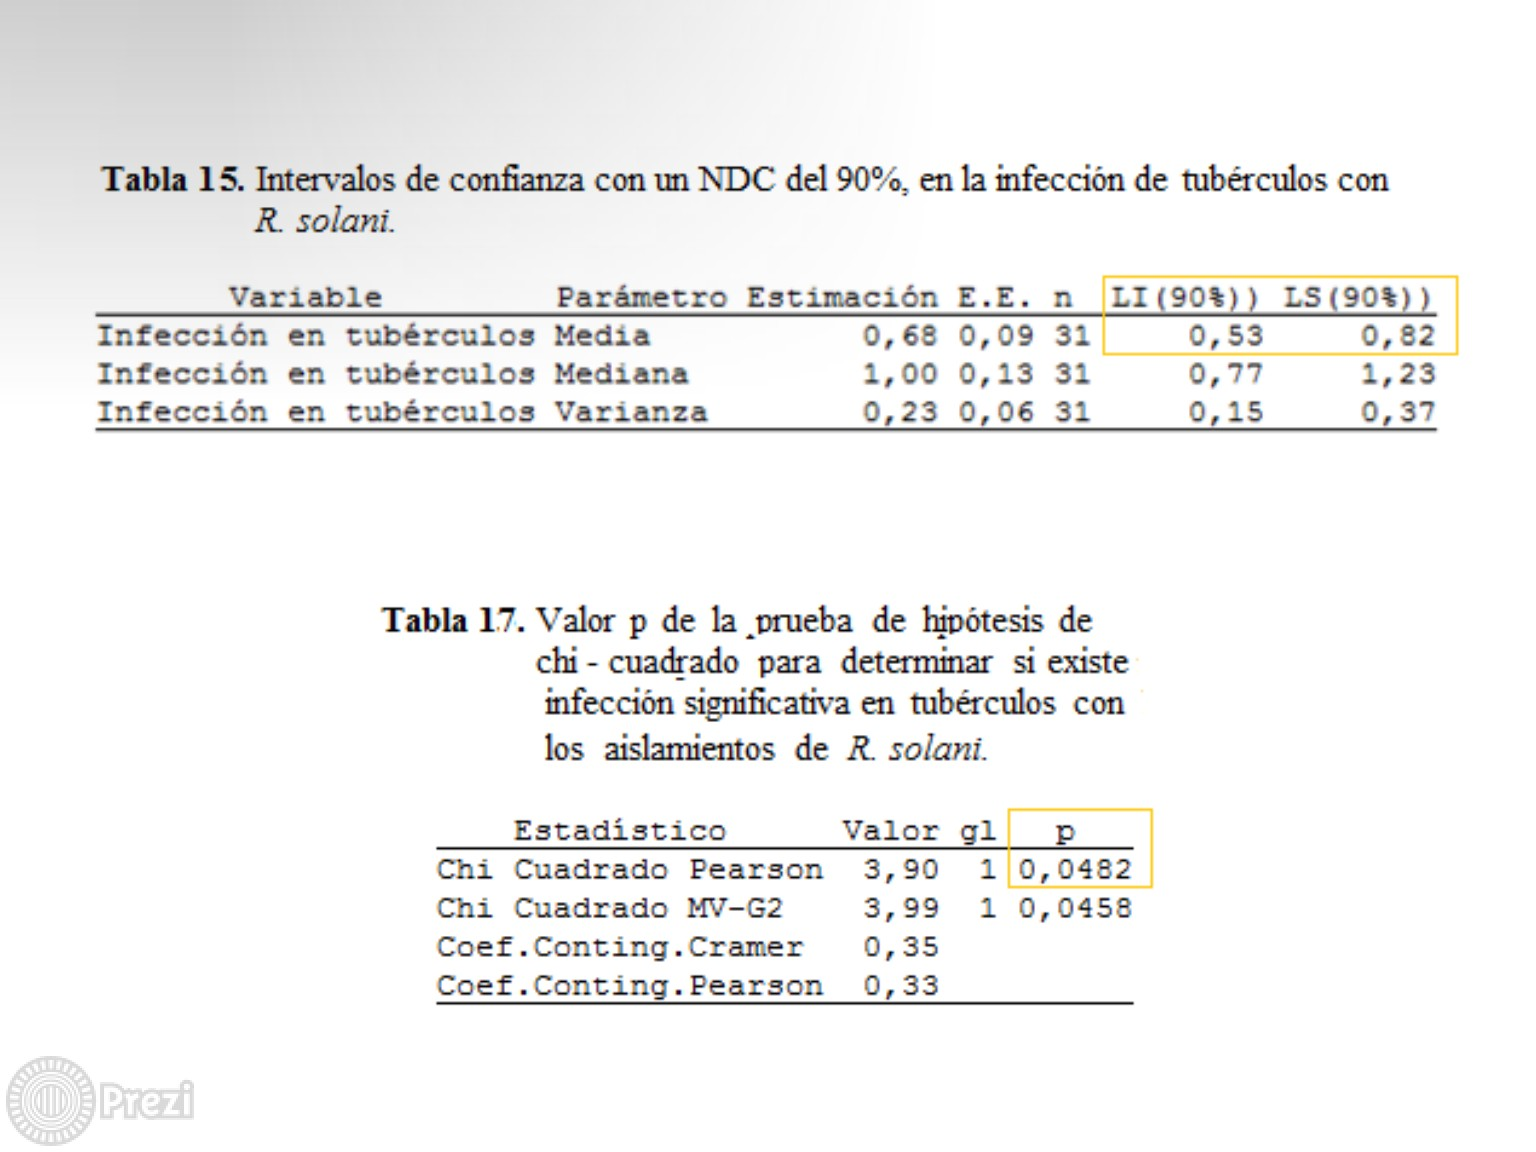 Tabla 15. Intervalos de confianza con un NDC del 90%, en la infección de tubérculos con
R. solani.
Variable Parámetro Estimación E.E. n LI(90%)) LS(90%))
Infección en tubérculos Media 0,68 0,09 31 0,53 0,82
Infección en tubérculos Mediana 1,00 0,13 31 0,77 1,23
Infección en tubérculos Varianza 0,23 0,06 31 0,15 0,37
Tabla 17. Valor p de la prueba de hipótesis de
chi - cuadrado para determinar si existe
infección significativa en tubérculos con
los aislamientos de R. solani.
Estadístico Valor gl p
Chi Cuadrado Pearson 3,90 1 0,0482
Chi Cuadrado MV-G2 3,99 1 0,0458
Coef.Conting.Cramer 0,35
Coef.Conting.Pearson 0,33
Prezi